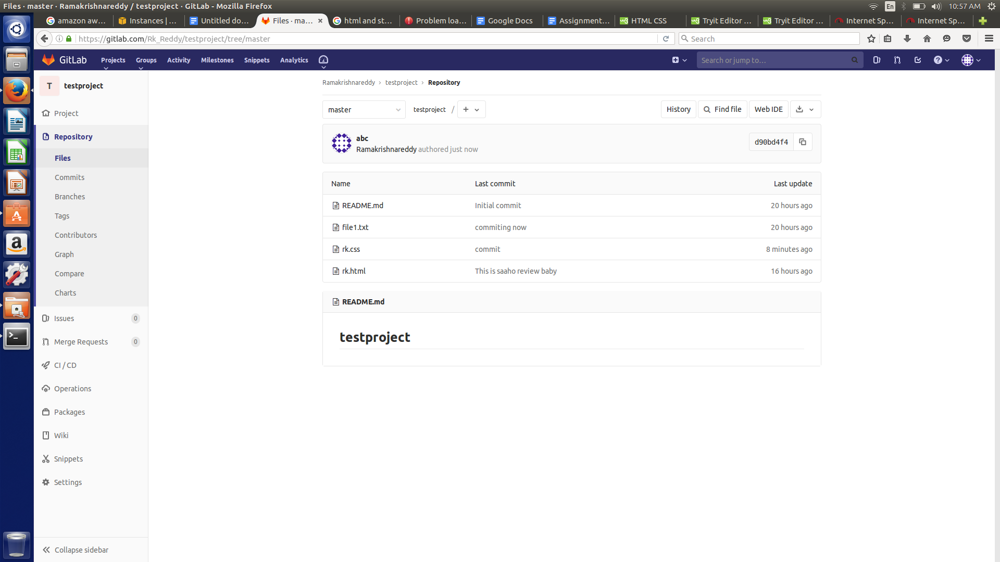 Files · master · Ramakrishnareddy / testproject · GitLab - Mozilla Firefox
En
10:57 AM
amazon aw...
Instances | ...
Untitled do...
Files · ma...
html and st...
Problem loa...
Google Docs
Assignment...
HTML CSS
Tryit Editor ...
Tryit Editor ...
Internet Sp...
Internet Sp...
https://gitlab.com/Rk_Reddy/testproject/tree/master
Search
GitLab
Projects
Groups
Activity
Milestones
Snippets
Analytics
Search or jump to...
T
testproject
Project
Repository
Files
Commits
Branches
Tags
Contributors
Graph
Compare
Charts
Issues 0
Merge Requests 0
CI / CD
Operations
Packages
Wiki
Snippets
Settings
Collapse sidebar
Ramakrishnareddy › testproject › Repository
master
testproject / +
History
Find file
Web IDE
abc
Ramakrishnareddy authored just now
d90bd4f4
Name Last commit Last update
README.md Initial commit 20 hours ago
file1.txt commiting now 20 hours ago
rk.css commit 8 minutes ago
rk.html This is saaho review baby 16 hours ago
README.md
testproject